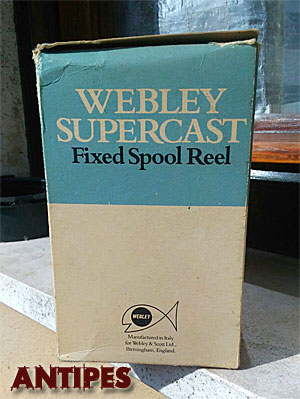 WEBLEY
SUPERCAST
Fixed Spool Reel
WEBLEY
Manufactured in Italy
for Webley & Scott Ltd.,
Birmingham, England.
ANTIPES